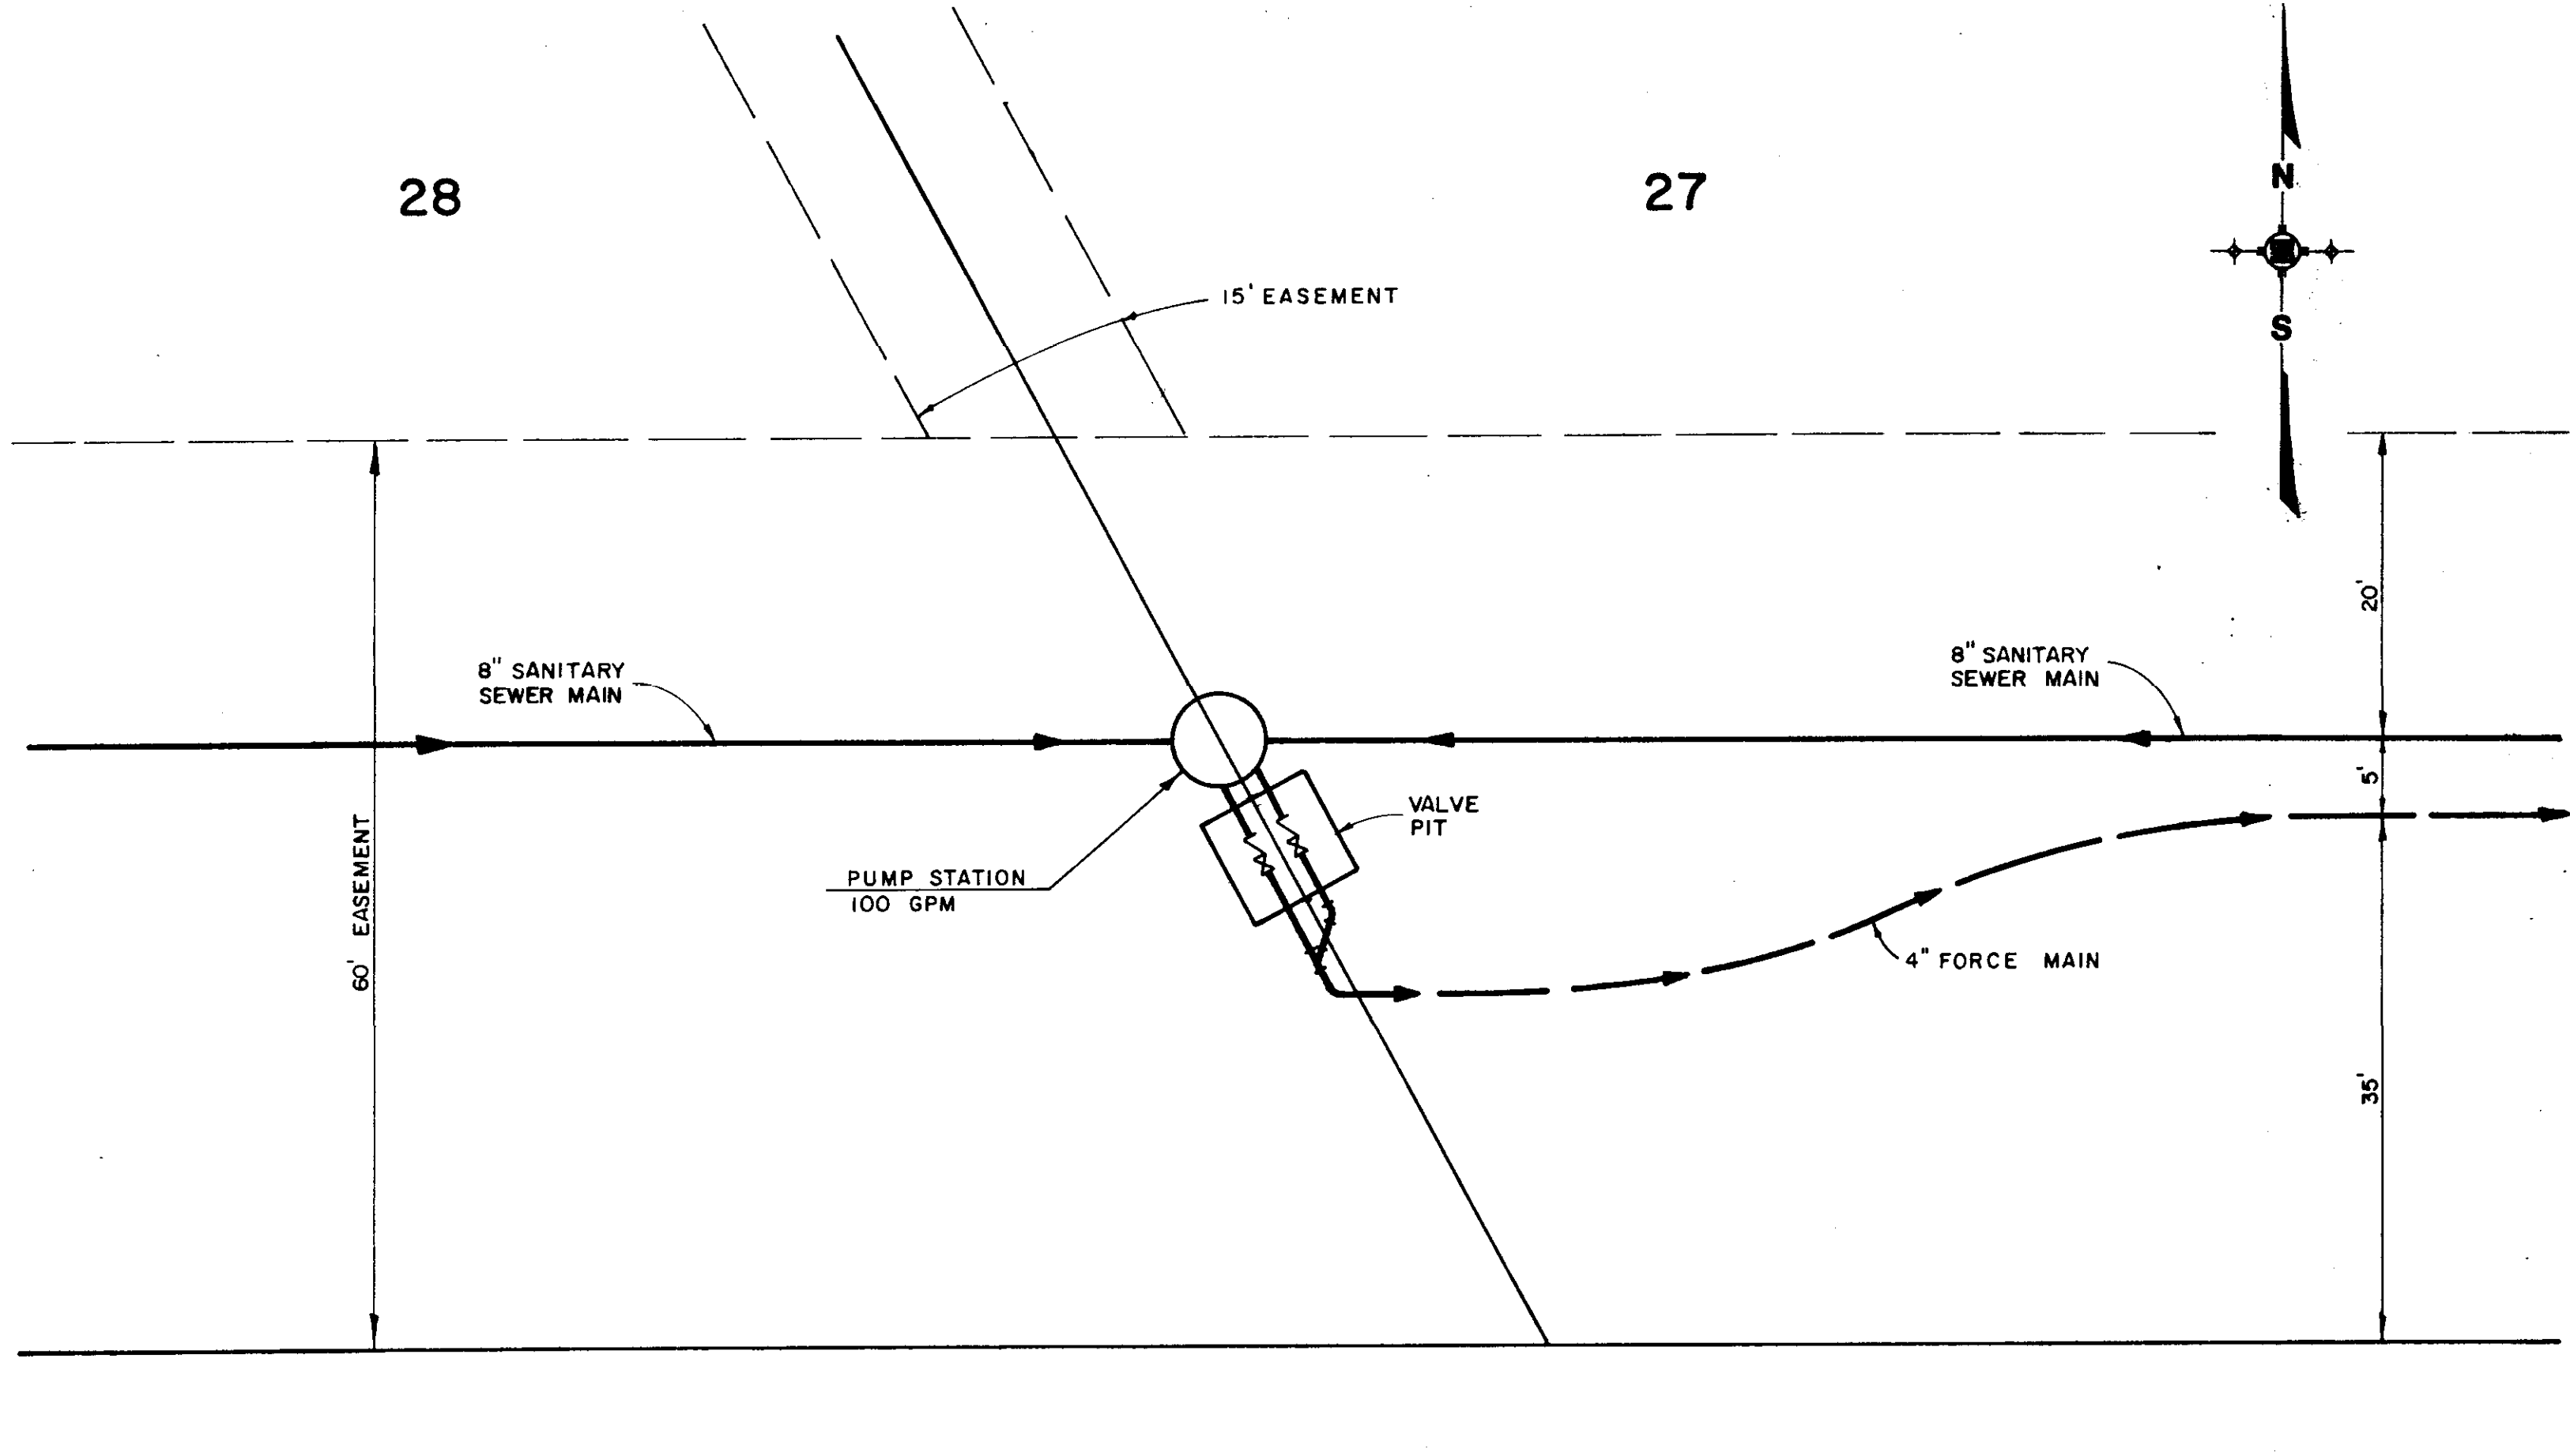 28
27
N
S
15' EASEMENT
20'
8" SANITARY
SEWER MAIN
8" SANITARY
SEWER MAIN
5'
VALVE
PIT
PUMP STATION
100 GPM
60' EASEMENT
4" FORCE MAIN
35'